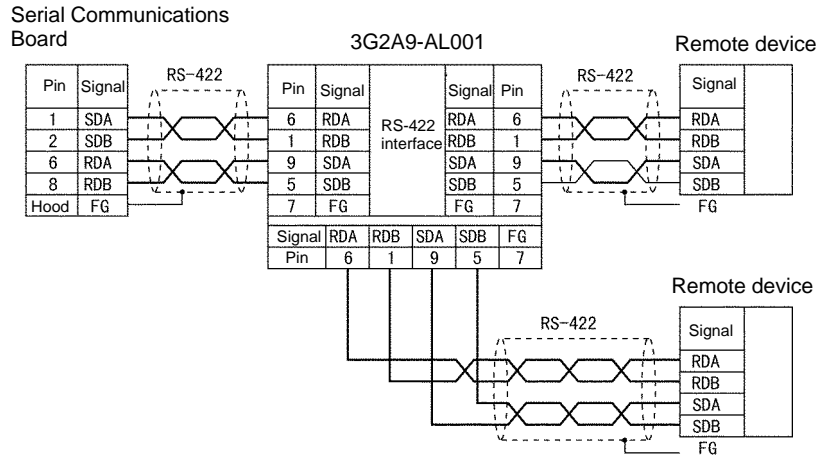 Serial Communications
Board
3G2A9-AL001
Remote device
RS-422
RS-422
Pin Signal
1 SDA
2 SDB
6 RDA
8 RDB
Hood FG
Pin Signal
6 RDA
1 RDB
9 SDA
5 SDB
7 FG
RS-422
interface
Signal Pin
RDA 6
RDB 1
SDA 9
SDB 5
FG 7
Signal
RDA
RDB
SDA
SDB
FG
Signal RDA RDB SDA SDB FG
Pin 6 1 9 5 7
Remote device
RS-422
Signal
RDA
RDB
SDA
SDB
FG